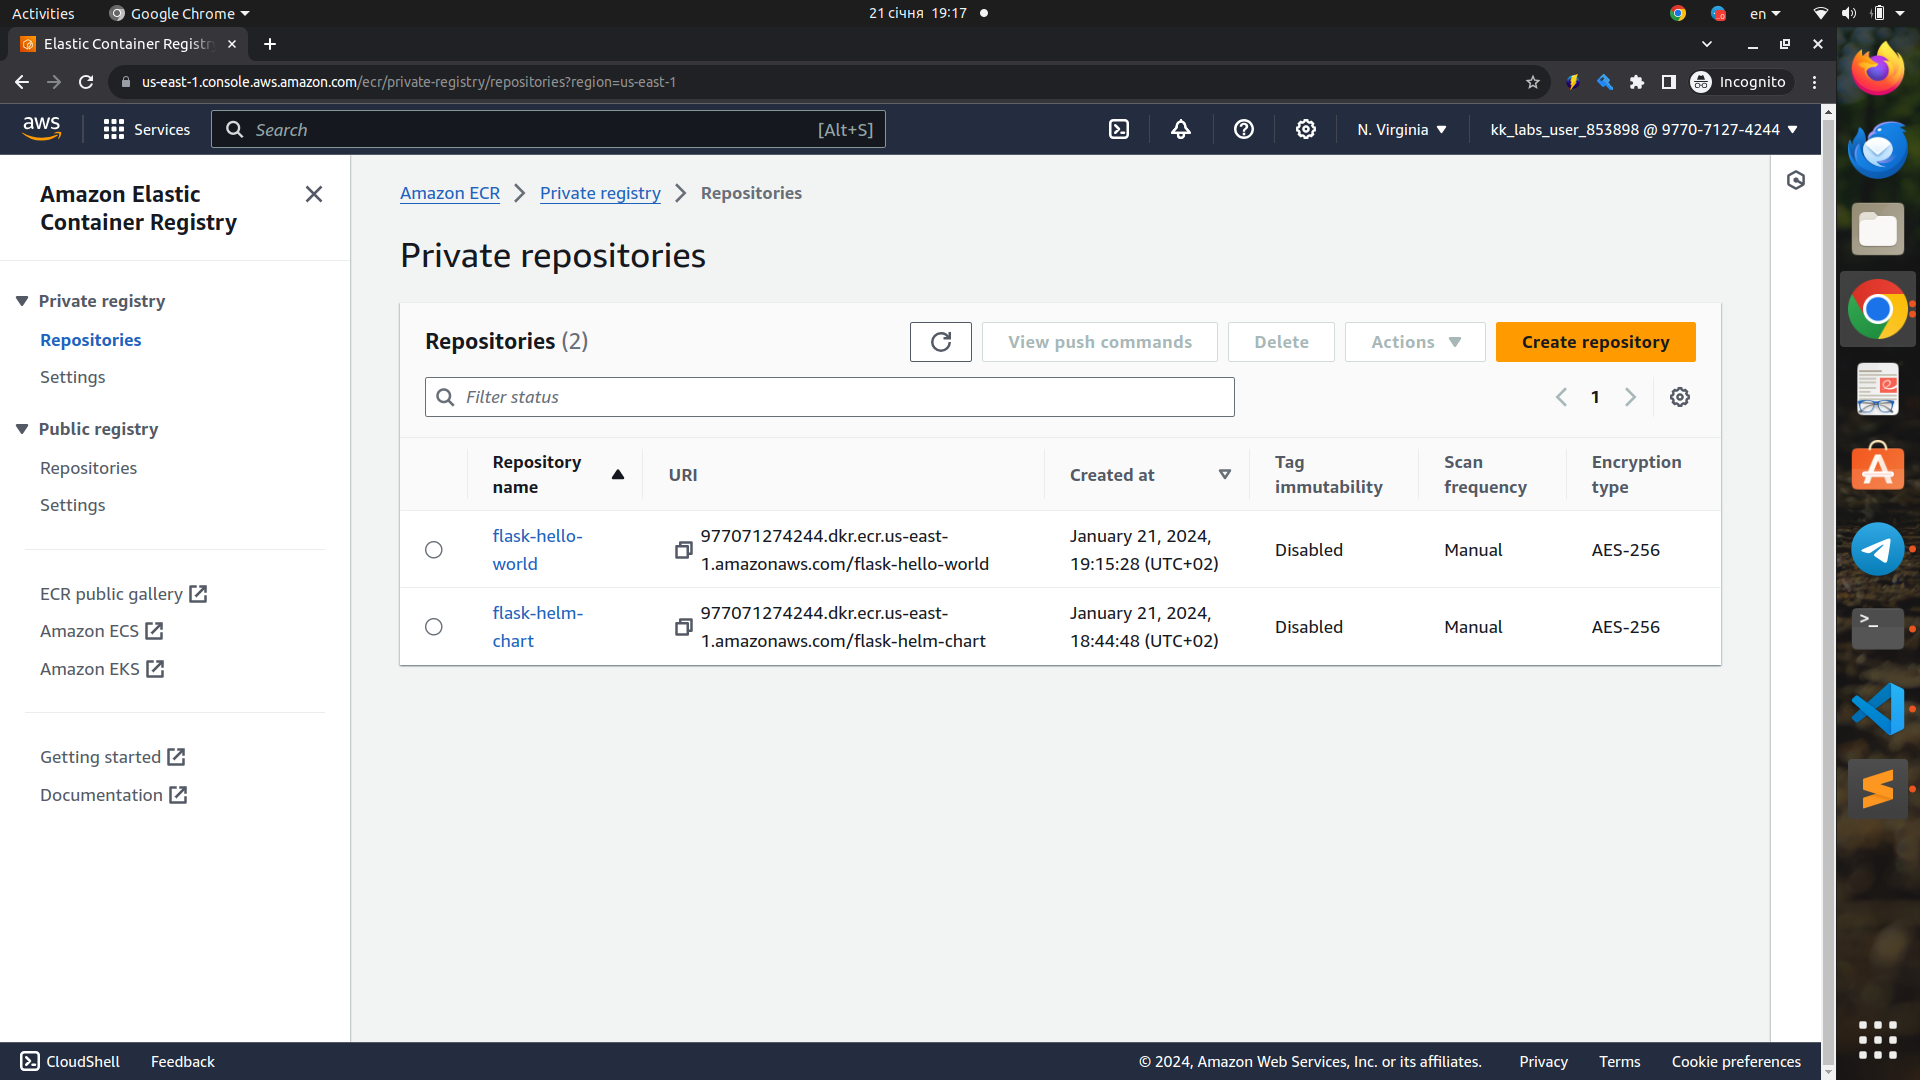 Activities
Google Chrome
21 січня 19:17
en
Elastic Container Registr
us-east-1.console.aws.amazon.com/ecr/private-registry/repositories?region=us-east-1
Incognito
aws
Services
Search
[Alt+S]
N. Virginia
kk_labs_user_853898 @ 9770-7127-4244
Amazon Elastic
Container Registry
Private registry
Repositories
Settings
Public registry
Repositories
Settings
ECR public gallery
Amazon ECS
Amazon EKS
Getting started
Documentation
Amazon ECR
Private registry
Repositories
Private repositories
Repositories (2)
View push commands
Delete
Actions
Create repository
Filter status
1
Repository
name
URI
Created at
Tag
immutability
Scan
frequency
Encryption
type
flask-hello-
world
977071274244.dkr.ecr.us-east-
1.amazonaws.com/flask-hello-world
January 21, 2024,
19:15:28 (UTC+02)
Disabled
Manual
AES-256
flask-helm-
chart
977071274244.dkr.ecr.us-east-
1.amazonaws.com/flask-helm-chart
January 21, 2024,
18:44:48 (UTC+02)
Disabled
Manual
AES-256
CloudShell
Feedback
© 2024, Amazon Web Services, Inc. or its affiliates.
Privacy
Terms
Cookie preferences